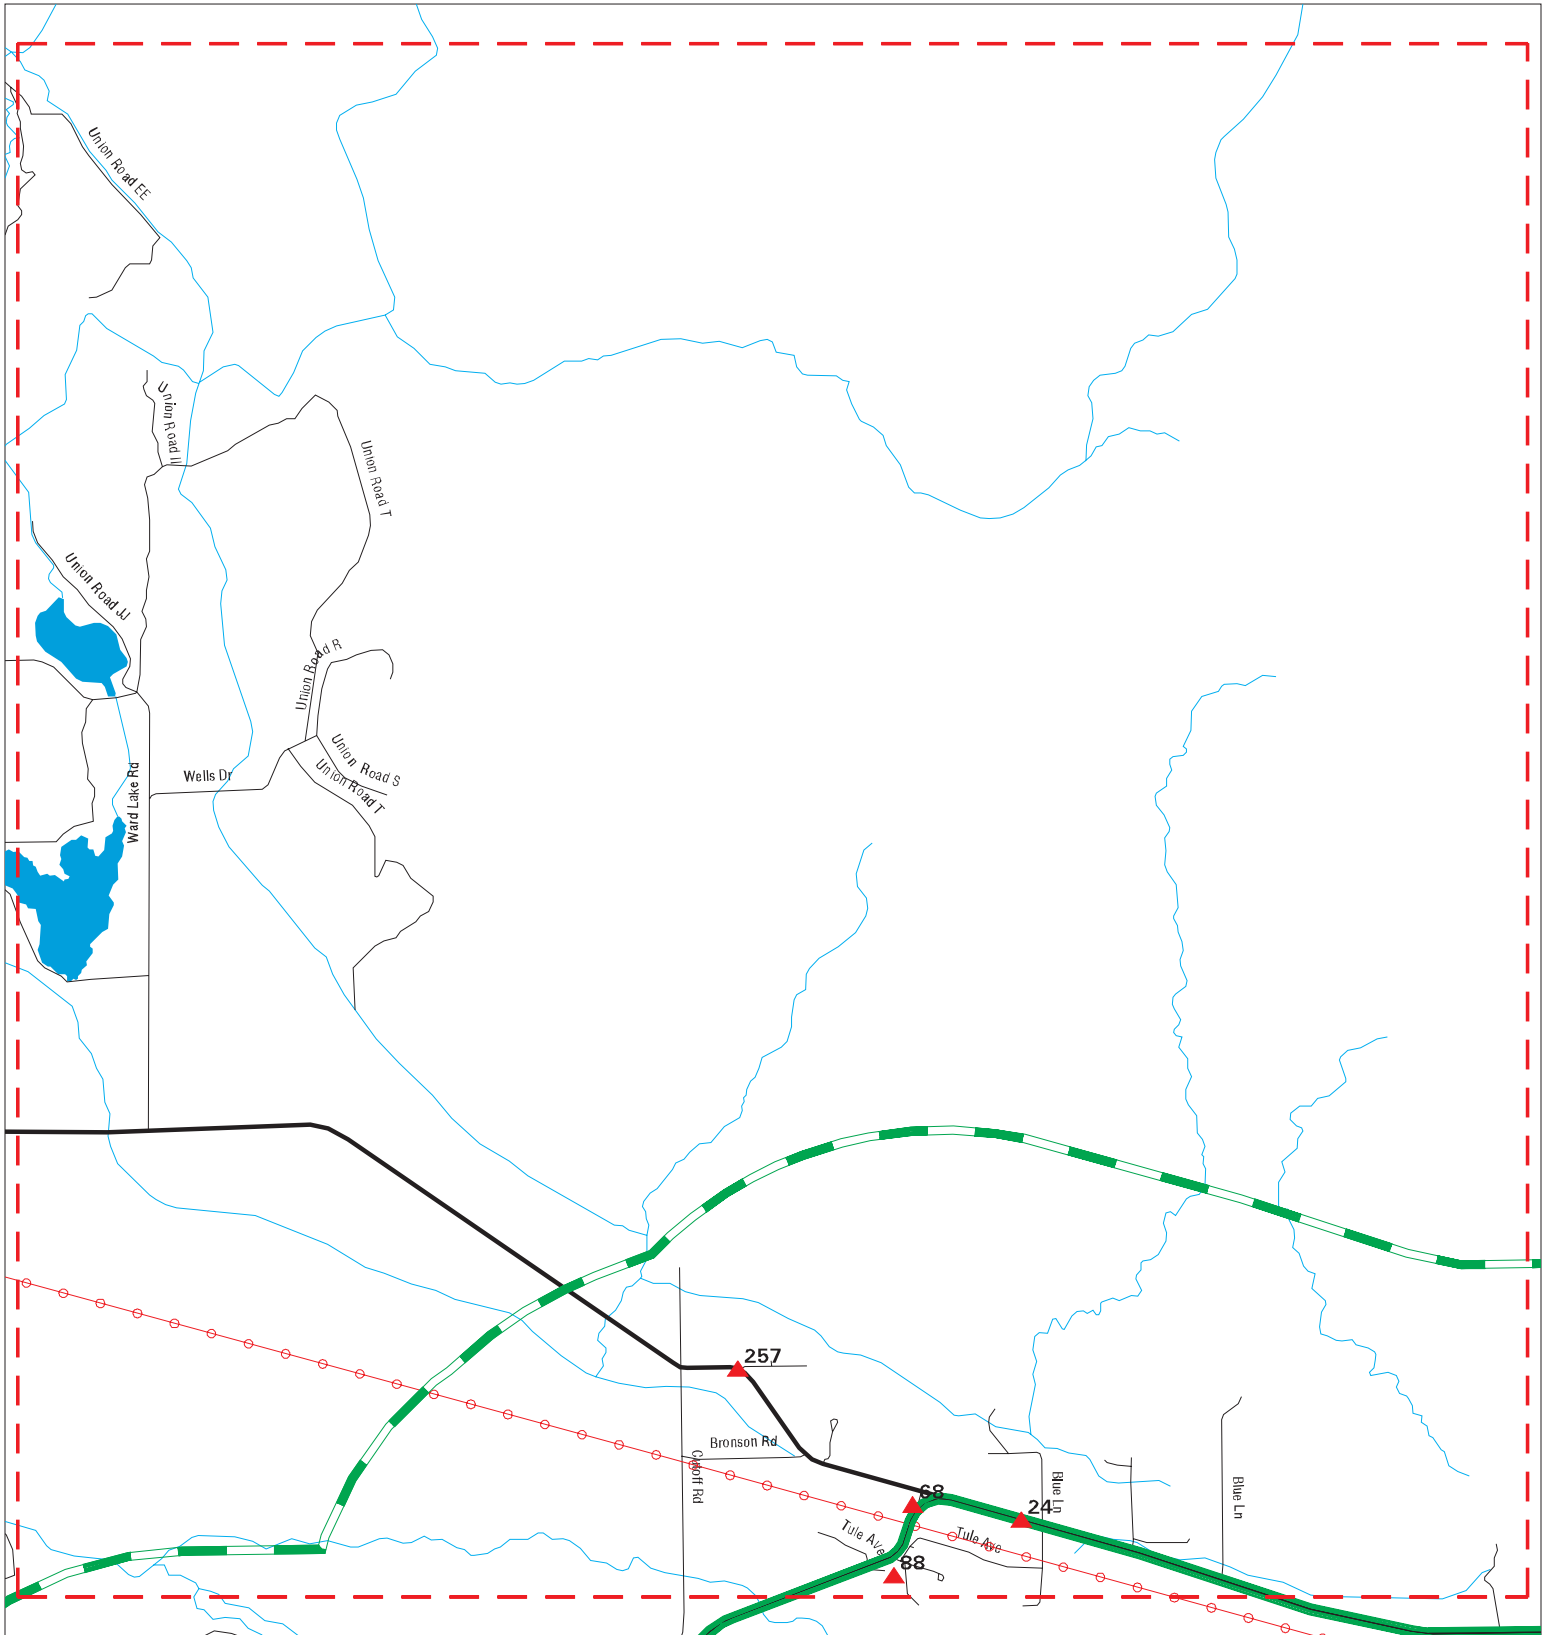 Union Road EE
Union Road II
Union Road T
Union Road JJ
Union Road R
Union Road S
Union Road T
Wells Dr
Ward Lake Rd
257
Bronson Rd
Cutoff Rd
68
24
Blue Ln
Blue Ln
Tule Ave
Tule Ave
88